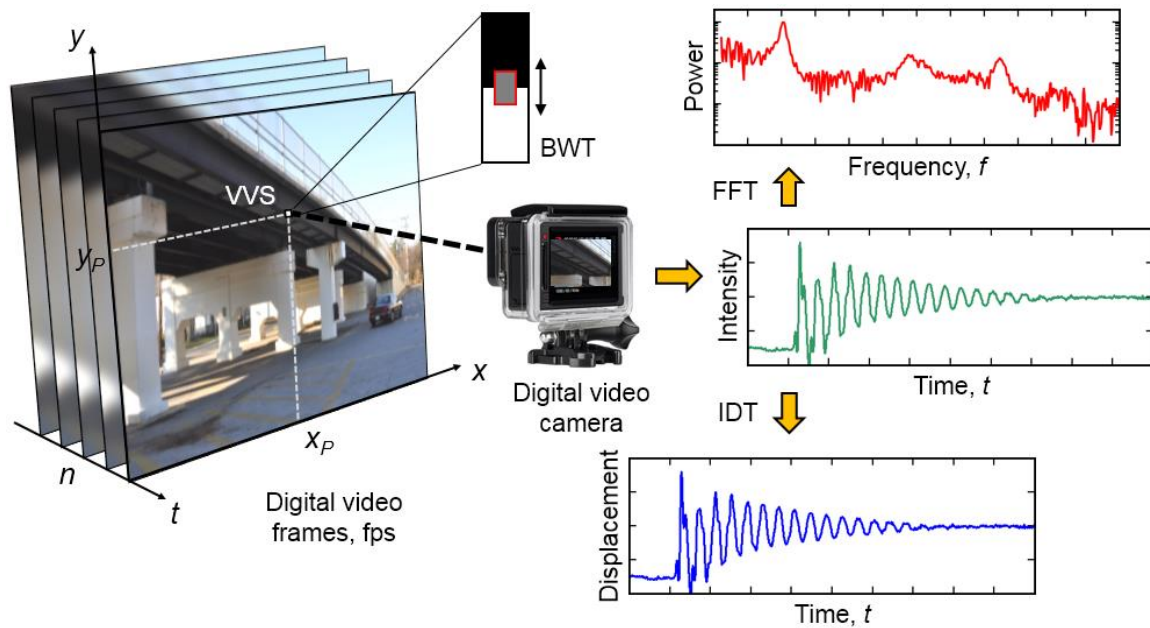 y
VVS
y_P
x
x_P
n
t
Digital video
frames, fps
BWT
Digital video
camera
Power
Frequency, f
FFT
Intensity
Time, t
IDT
Displacement
Time, t